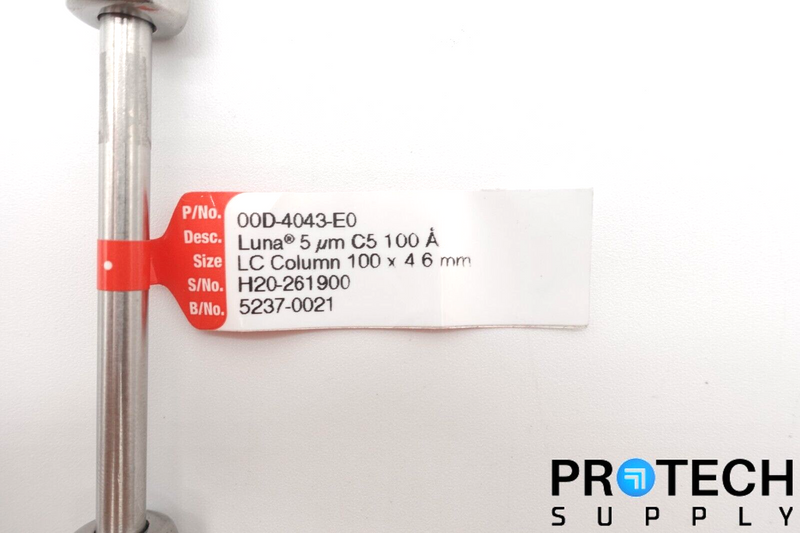 P/No. 00D-4043-E0
Desc. Luna® 5 µm C5 100 Å
Size LC Column 100 x 4 6 mm
S/No. H20-261900
B/No. 5237-0021
PROTECH
SUPPLY